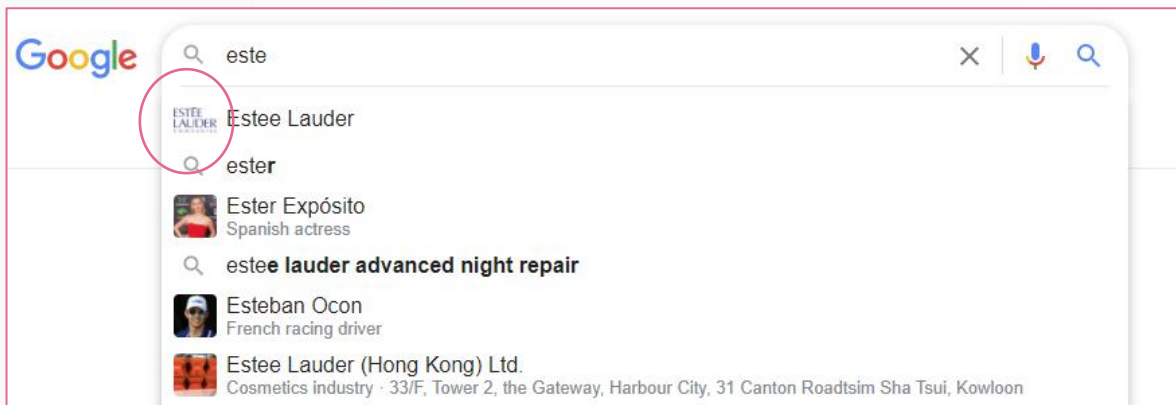 Google
este
ESTĒE
LAUDER
Estee Lauder
ester
Ester Expósito
Spanish actress
estee lauder advanced night repair
Esteban Ocon
French racing driver
Estee Lauder (Hong Kong) Ltd.
Cosmetics industry · 33/F, Tower 2, the Gateway, Harbour City, 31 Canton Roadtsim Sha Tsui, Kowloon